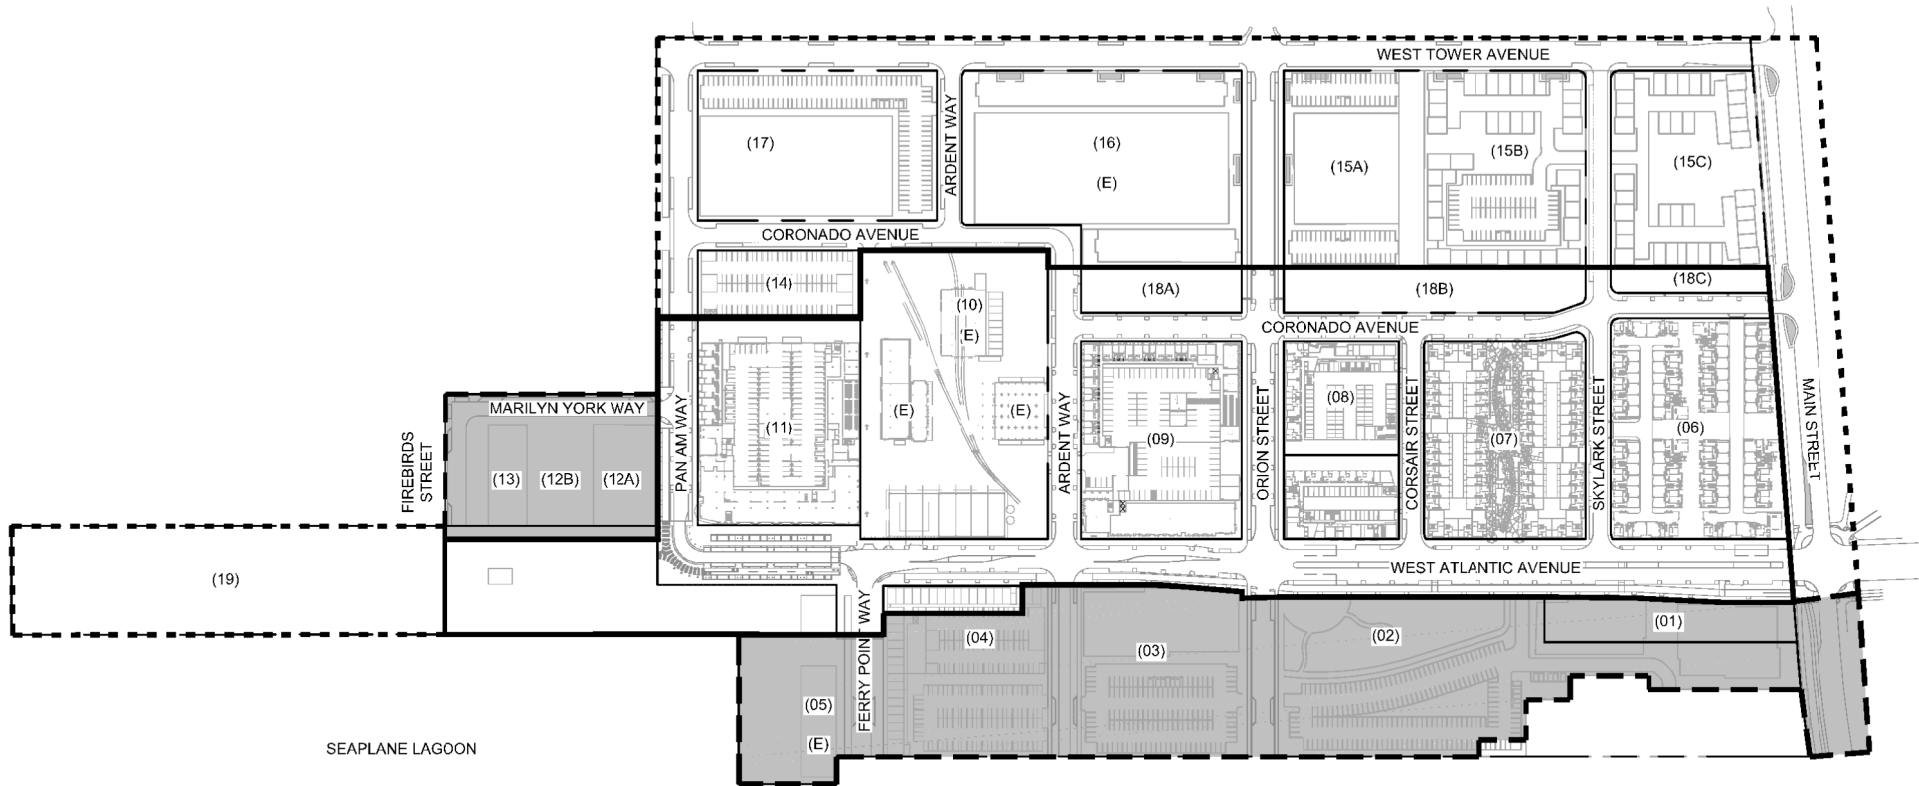 WEST TOWER AVENUE
ARDENT WAY
(17)
(16)
(E)
(15A)
(15B)
(15C)
CORONADO AVENUE
(14)
(10)
(E)
(18A)
(18B)
(18C)
CORONADO AVENUE
MARILYN YORK WAY
FIREBIRDS
STREET
(13)
(12B)
(12A)
PAN AM WAY
(11)
(E)
(E)
ARDENT WAY
(09)
ORION STREET
(08)
CORSAIR STREET
(07)
SKYLARK STREET
(06)
MAIN STREET
(19)
WEST ATLANTIC AVENUE
FERRY POINT WAY
(04)
(03)
(02)
(01)
(05)
(E)
SEAPLANE LAGOON